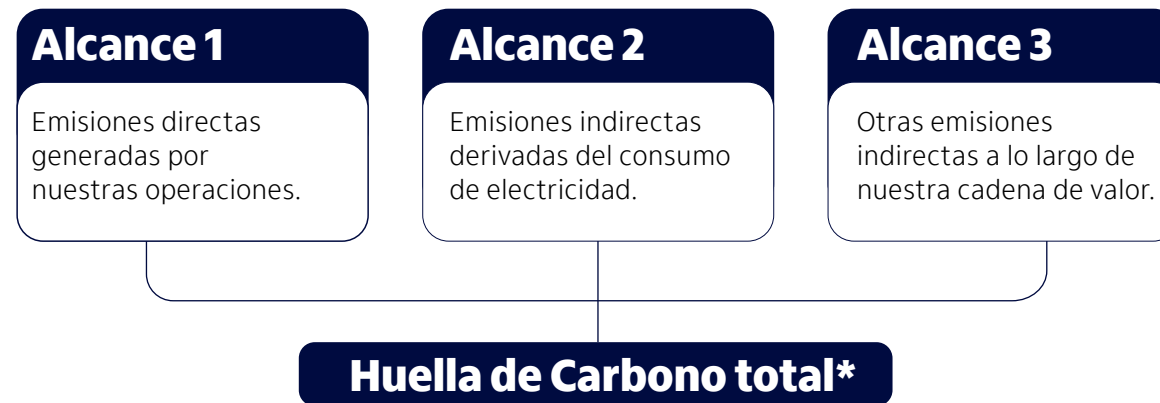 Alcance 1
Emisiones directas
generadas por
nuestras operaciones.
Alcance 2
Emisiones indirectas
derivadas del consumo
de electricidad.
Alcance 3
Otras emisiones
indirectas a lo largo de
nuestra cadena de valor.
Huella de Carbono total*